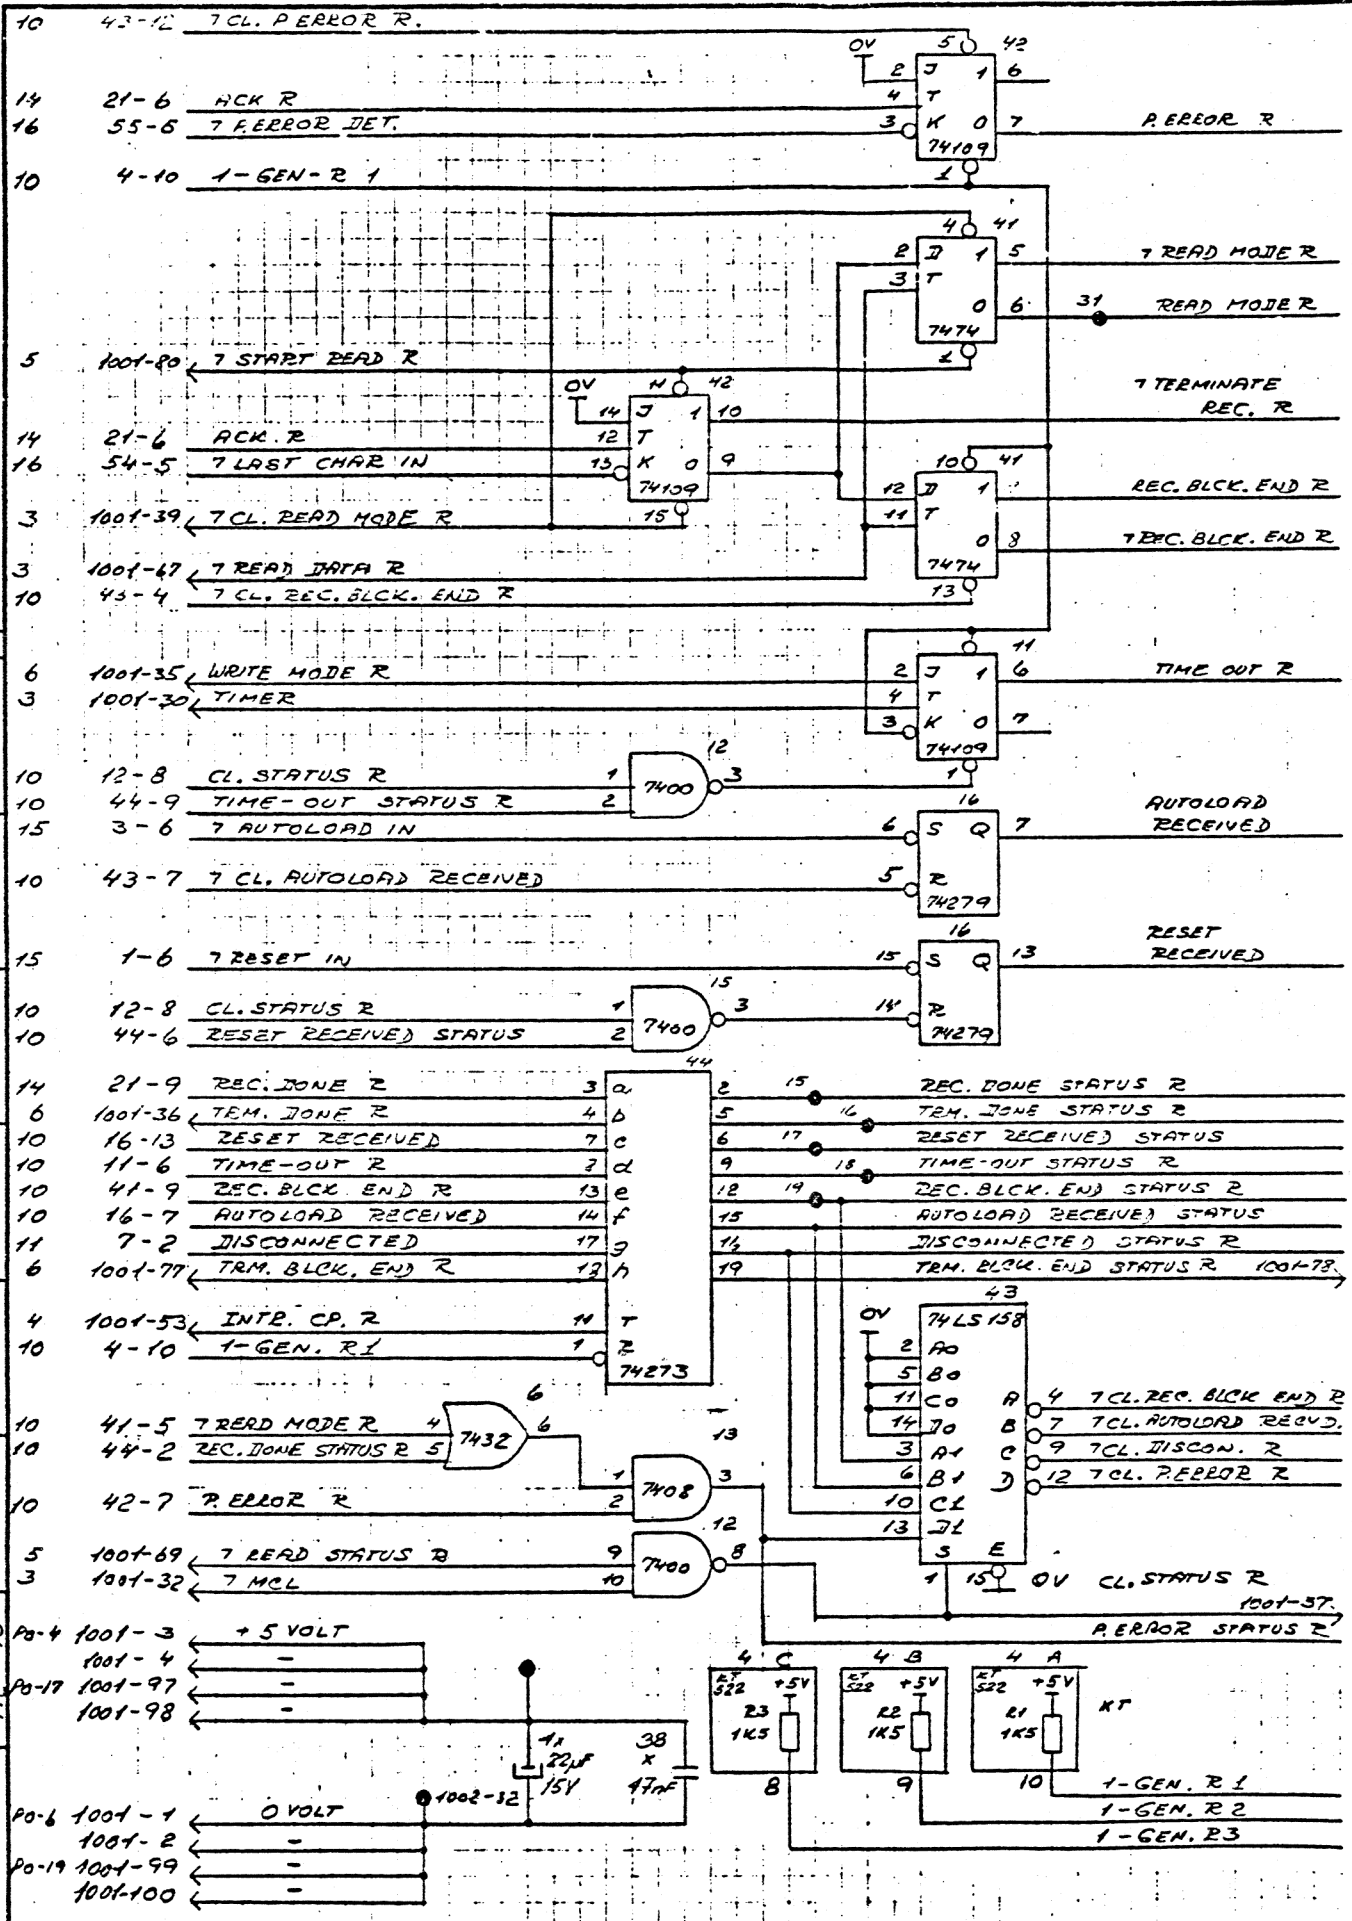 10 43-12 7 CL. P ERROR R.
5 42
0V
2 J 1 6
14 21-6 ACK R
4 T
16 55-6 7 P.ERROR DET.
3 K 0 7 P. ERROR R
74109
1
10 4-10 1-GEN-R 1
4 41
2 D 1 5 7 READ MODE R
3 T
0 6 31 READ MODE R
7474
1
5 1001-80 7 START READ R
0V 42
14 J 1 10 7 TERMINATE
REC. R
12 T
14 21-6 ACK. R
16 54-5 7 LAST CHAR IN
13 K 0 9
74109
15
10 41
12 D 1 REC. BLCK. END R
11 T
3 1001-39 7 CL. READ MODE R
0 8 7 REC. BLCK. END R
7474
13
3 1001-67 7 READ DATA R
10 43-4 7 CL. REC. BLCK. END R
11
6 1001-35 WRITE MODE R
2 J 1 6 TIME OUT R
3 1001-30 TIMER
4 T
3 K 0 7
74109
1
12
10 12-8 CL. STATUS R 1 7400 3
10 44-9 TIME-OUT STATUS R 2
16
AUTOLOAD
15 3-6 7 AUTOLOAD IN 6 S Q 7 RECEIVED
10 43-7 7 CL. AUTOLOAD RECEIVED 5 R
74279
16
RESET
15 1-6 7 RESET IN 15 S Q 13 RECEIVED
15
10 12-8 CL. STATUS R 1 7400 3 14 R
10 44-6 RESET RECEIVED STATUS 2 74279
44
14 21-9 REC. DONE R 3 a 2 15 REC. DONE STATUS R
6 1001-36 TRM. DONE R 4 b 5 16 TRM. DONE STATUS R
10 16-13 RESET RECEIVED 7 c 6 17 RESET RECEIVED STATUS
10 11-6 TIME-OUT R d 9 18 TIME-OUT STATUS R
10 41-9 REC. BLCK. END R 13 e 12 19 REC. BLCK. END STATUS R
10 16-7 AUTOLOAD RECEIVED 14 f 15 AUTOLOAD RECEIVED STATUS
11 7-2 DISCONNECTED 17 g 16 DISCONNECTED STATUS R
6 1001-77 TRM. BLCK. END R h 19 TRM. BLCK. END STATUS R 1001-78
43
4 1001-53 INTR. CP. R 11 T
10 4-10 1-GEN. R1 1 R
74273
0V
74LS158
2 A0
5 B0
11 C0 A 4 7 CL. REC. BLCK END R
14 D0 B 7 7 CL. AUTOLOAD RECVD.
3 A1 C 9 7 CL. DISCON. R
6 B1 D 12 7 CL. P.ERROR R
10 C1
13 D1
S E
1 15 0V
6
10 41-5 7 READ MODE R 4 7432 6
10 44-2 REC. DONE STATUS R 5
13
1 7408 3
10 42-7 P. ERROR R 2
12
5 1001-69 7 READ STATUS R 9 7400 8
3 1001-32 7 MCL 10
CL. STATUS R
1001-37
P. ERROR STATUS R
PO-4 1001-3 +5 VOLT
1001-4 -
PO-17 1001-97 -
1001-98 -
4 C 4 B 4 A
KT 522 +5V KT 522 +5V KT 522 +5V KT
R3 R2 R1
1K5 1K5 1K5
8 9 10
1x
22µF
15V
38
x
47nF
1002-32
1-GEN. R 1
1-GEN. R 2
1-GEN. R3
PO-6 1001-1 0 VOLT
1001-2 -
PO-19 1001-99 -
1001-100 -